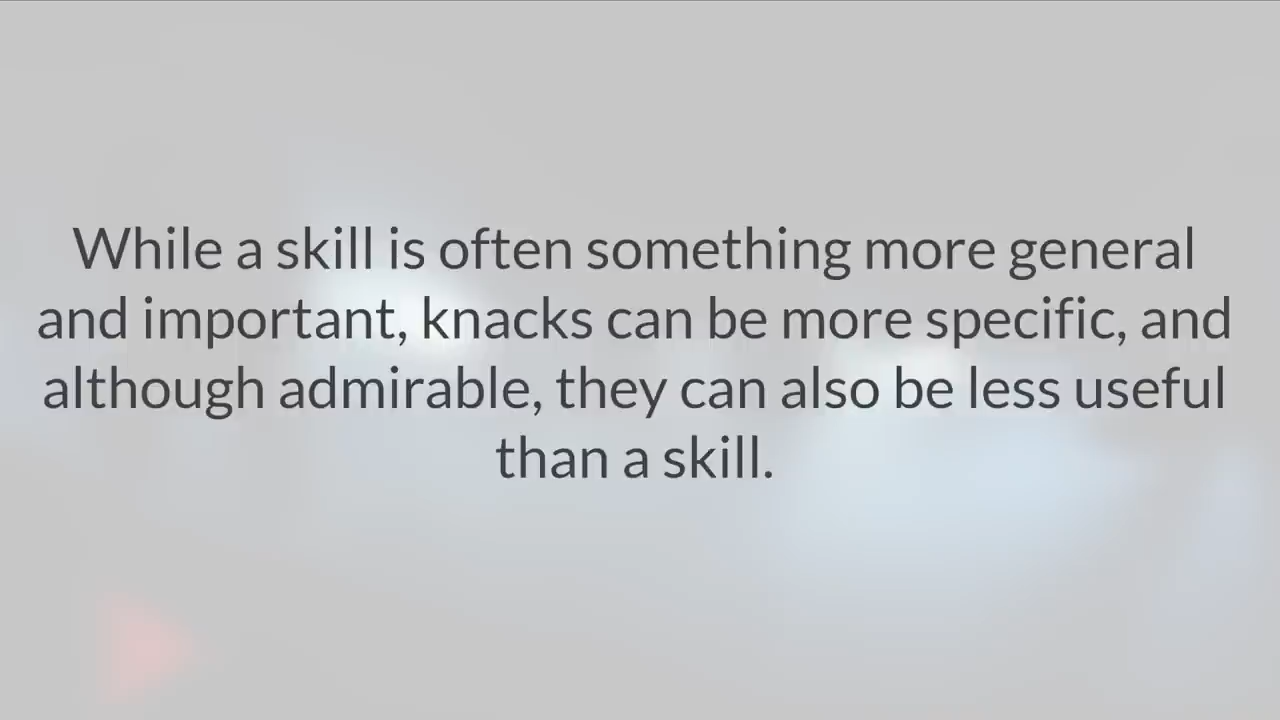 While a skill is often something more general
and important, knacks can be more specific, and
although admirable, they can also be less useful
than a skill.